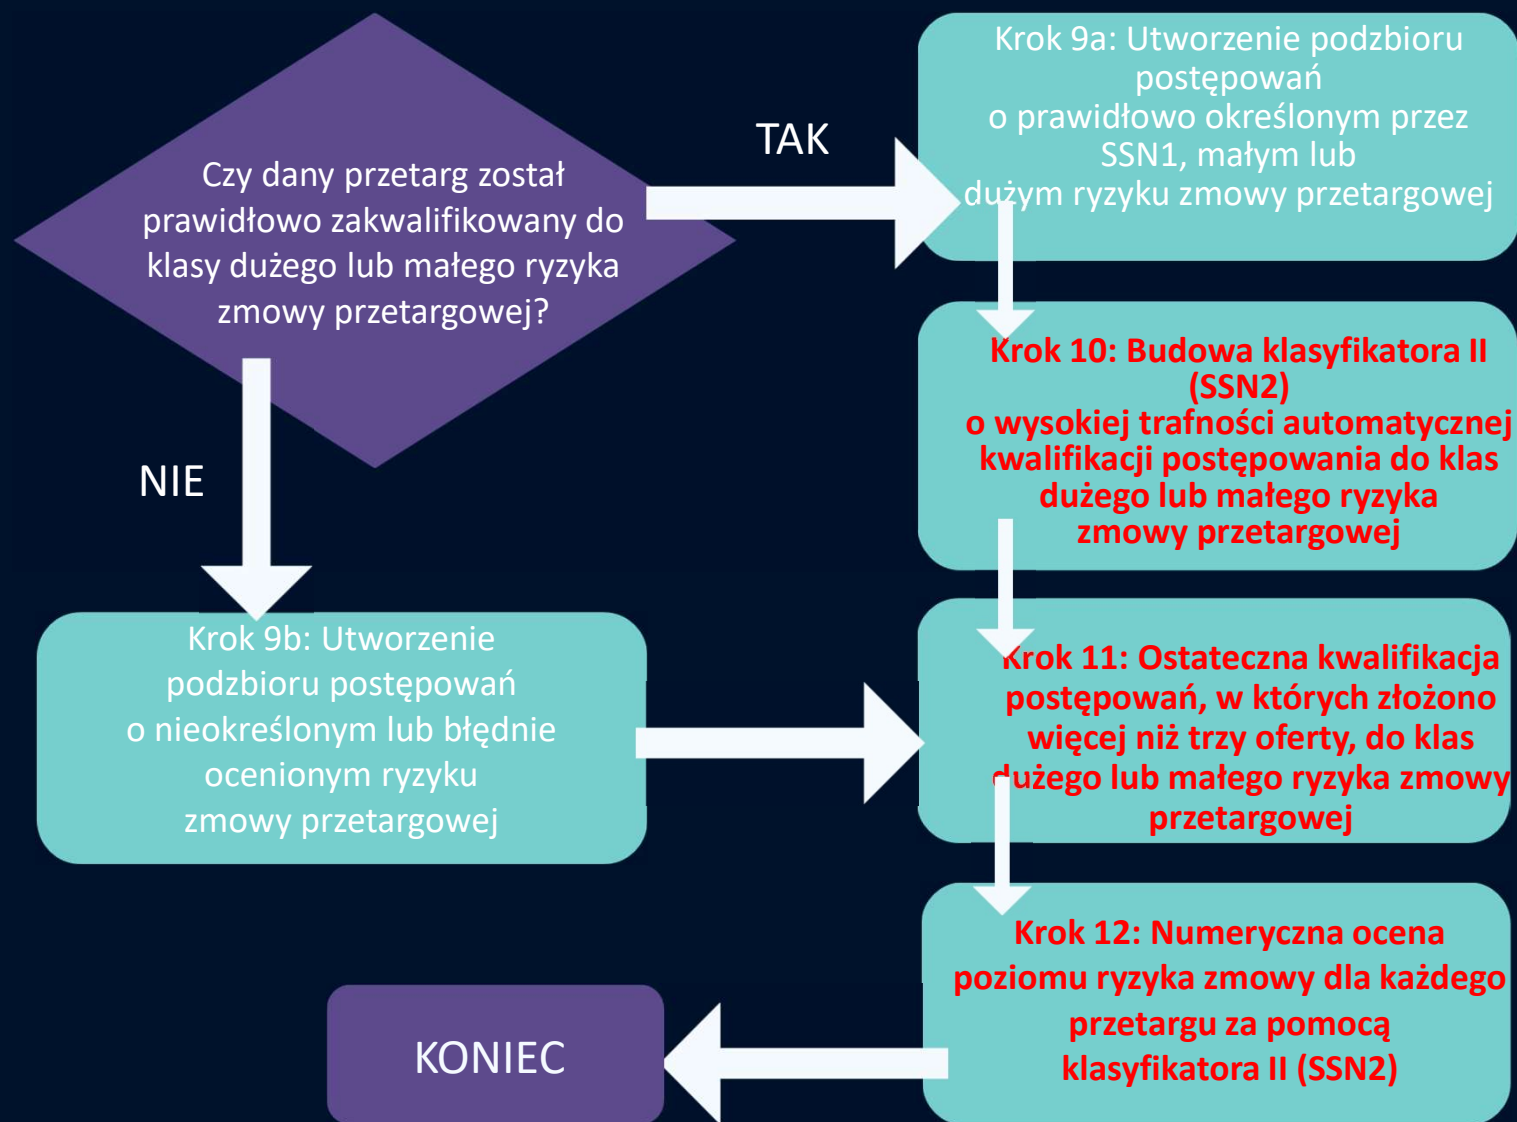 Czy dany przetarg został
prawidłowo zakwalifikowany do
klasy dużego lub małego ryzyka
zmowy przetargowej?
TAK
Krok 9a: Utworzenie podzbioru
postępowań
o prawidłowo określonym przez
SSN1, małym lub
dużym ryzyku zmowy przetargowej
Krok 10: Budowa klasyfikatora II
(SSN2)
o wysokiej trafności automatycznej
kwalifikacji postępowania do klas
dużego lub małego ryzyka
zmowy przetargowej
NIE
Krok 9b: Utworzenie
podzbioru postępowań
o nieokreślonym lub błędnie
ocenionym ryzyku
zmowy przetargowej
Krok 11: Ostateczna kwalifikacja
postępowań, w których złożono
więcej niż trzy oferty, do klas
dużego lub małego ryzyka zmowy
przetargowej
Krok 12: Numeryczna ocena
poziomu ryzyka zmowy dla każdego
przetargu za pomocą
klasyfikatora II (SSN2)
KONIEC